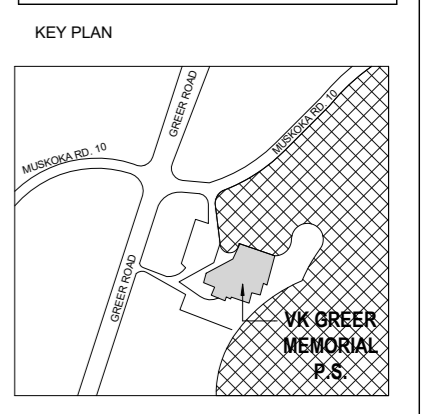 KEY PLAN
GREER ROAD
MUSKOKA RD. 10
MUSKOKA RD. 10
GREER ROAD
VK GREER
MEMORIAL
P.S.